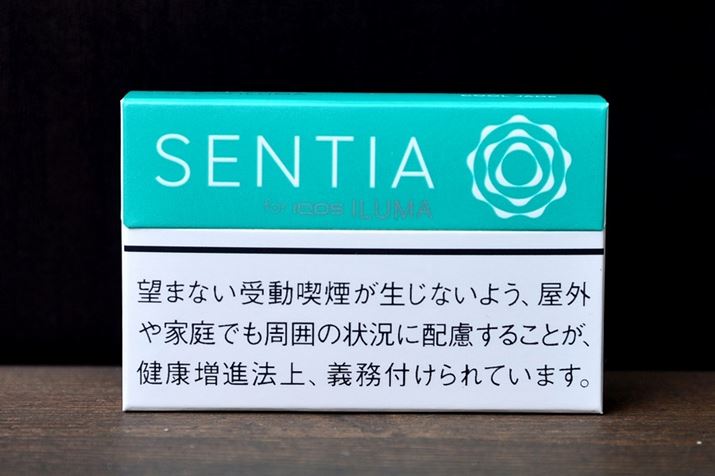 SENTIA
for IQOS ILUMA
望まない受動喫煙が生じないよう、屋外
や家庭でも周囲の状況に配慮することが、
健康増進法上、義務付けられています。